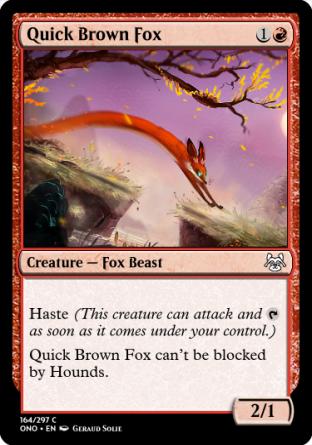 Quick Brown Fox 1
Creature — Fox Beast
Haste (This creature can attack and
as soon as it comes under your control.)
Quick Brown Fox can't be blocked
by Hounds.
2/1
164/297 C
ONO • EN Geraud Solie